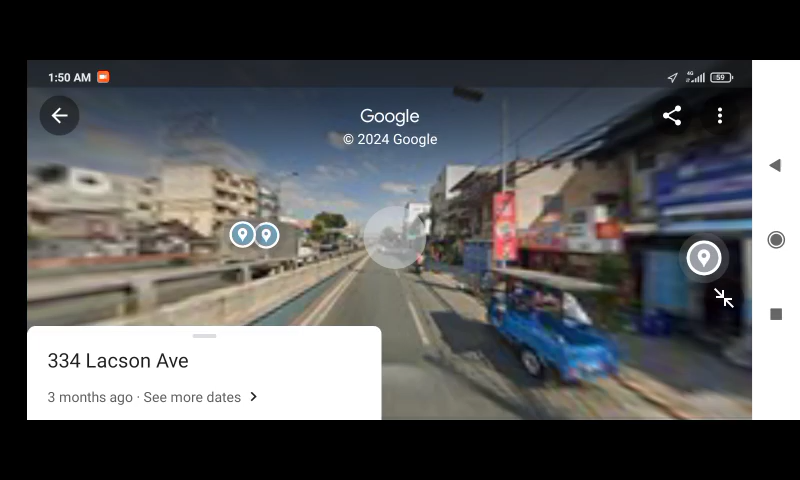 1:50 AM
4G
59
Google
© 2024 Google
334 Lacson Ave
3 months ago · See more dates